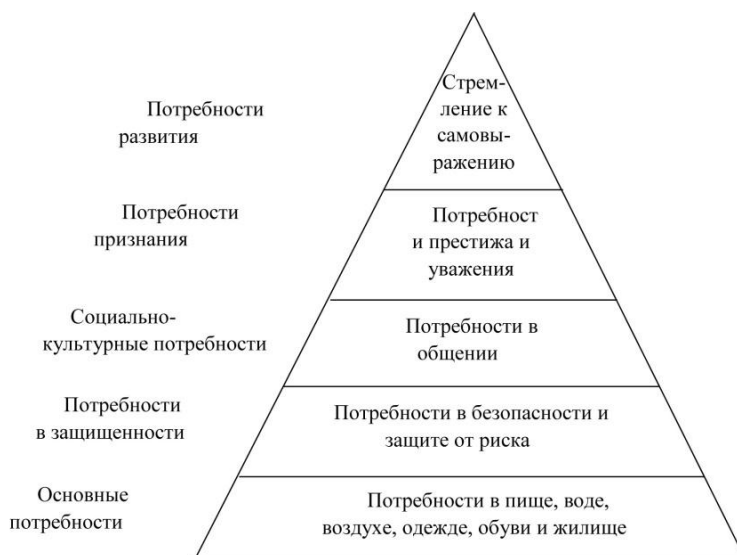 Потребности
развития
Стрем-
ление к
самовы-
ражению
Потребности
признания
Потребност
и престижа и
уважения
Социально-
культурные потребности
Потребности в
общении
Потребности
в защищенности
Потребности в безопасности и
защите от риска
Основные
потребности
Потребности в пище, воде,
воздухе, одежде, обуви и жилище